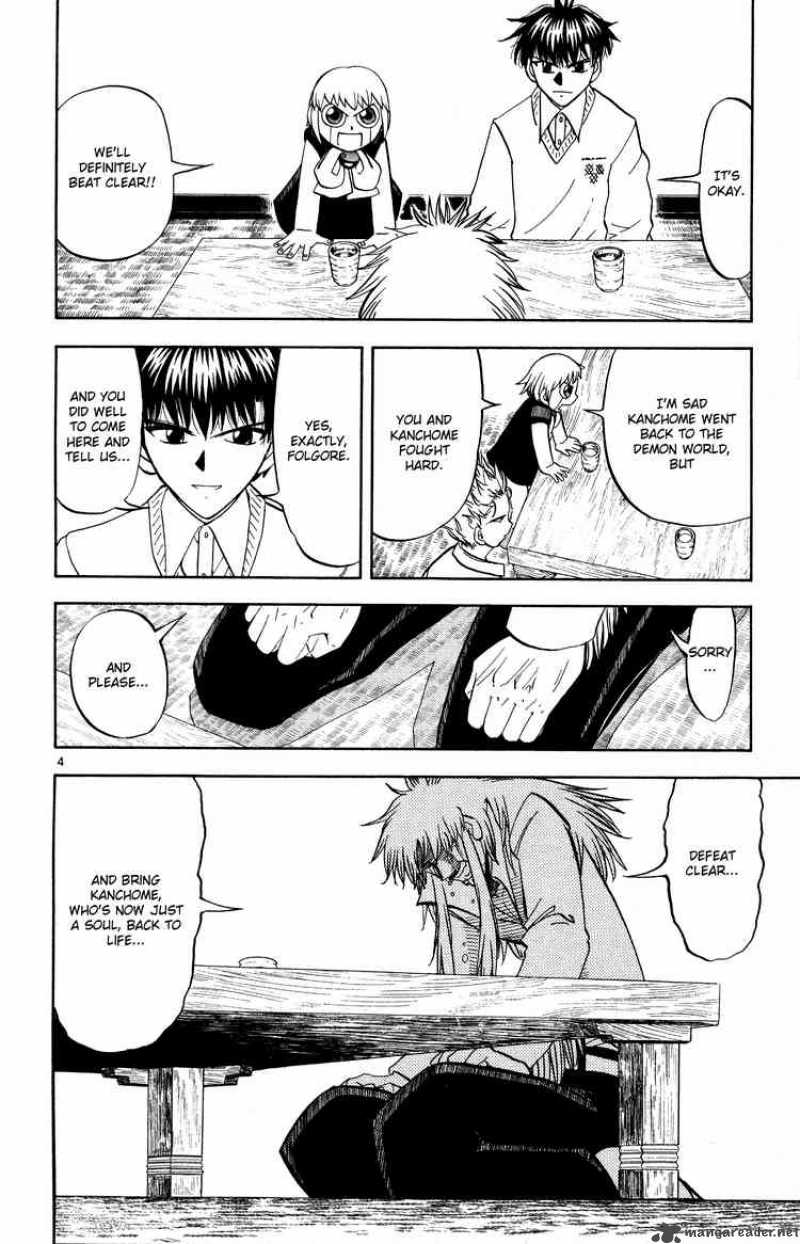 IT'S
OKAY.
WE'LL
DEFINITELY
BEAT CLEAR!!
I'M SAD
KANCHOME WENT
BACK TO THE
DEMON WORLD,
BUT
YOU AND
KANCHOME
FOUGHT
HARD.
YES,
EXACTLY,
FOLGORE.
AND YOU
DID WELL
TO COME
HERE AND
TELL US...
SORRY
...
AND
PLEASE...
4
DEFEAT
CLEAR...
AND BRING
KANCHOME,
WHO'S NOW JUST
A SOUL, BACK TO
LIFE...
mangareader.net